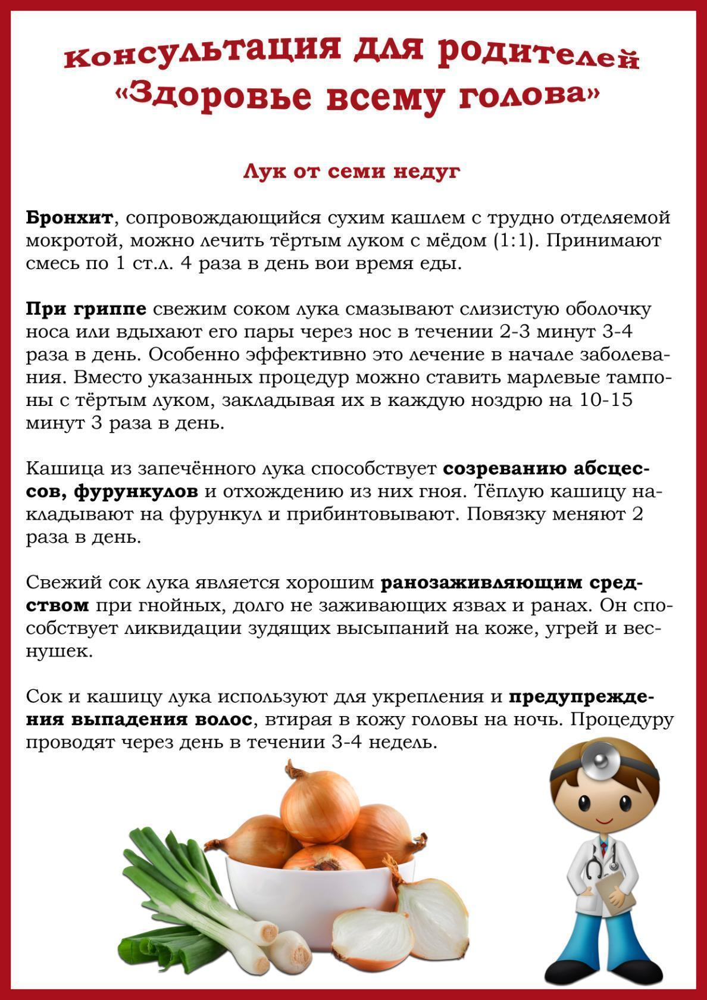 Консультация для родителей
«Здоровье всему голова»
Лук от семи недуг
Бронхит, сопровождающийся сухим кашлем с трудно отделяемой
мокротой, можно лечить тёртым луком с мёдом (1:1). Принимают
смесь по 1 ст.л. 4 раза в день вои время еды.
При гриппе свежим соком лука смазывают слизистую оболочку
носа или вдыхают его пары через нос в течении 2-3 минут 3-4
раза в день. Особенно эффективно это лечение в начале заболева-
ния. Вместо указанных процедур можно ставить марлевые тампо-
ны с тёртым луком, закладывая их в каждую ноздрю на 10-15
минут 3 раза в день.
Кашица из запечённого лука способствует созреванию абсцес-
сов, фурункулов и отхождению из них гноя. Тёплую кашицу на-
кладывают на фурункул и прибинтовывают. Повязку меняют 2
раза в день.
Свежий сок лука является хорошим ранозаживляющим сред-
ством при гнойных, долго не заживающих язвах и ранах. Он спо-
собствует ликвидации зудящих высыпаний на коже, угрей и вес-
нушек.
Сок и кашицу лука используют для укрепления и предупрежде-
ния выпадения волос, втирая в кожу головы на ночь. Процедуру
проводят через день в течении 3-4 недель.